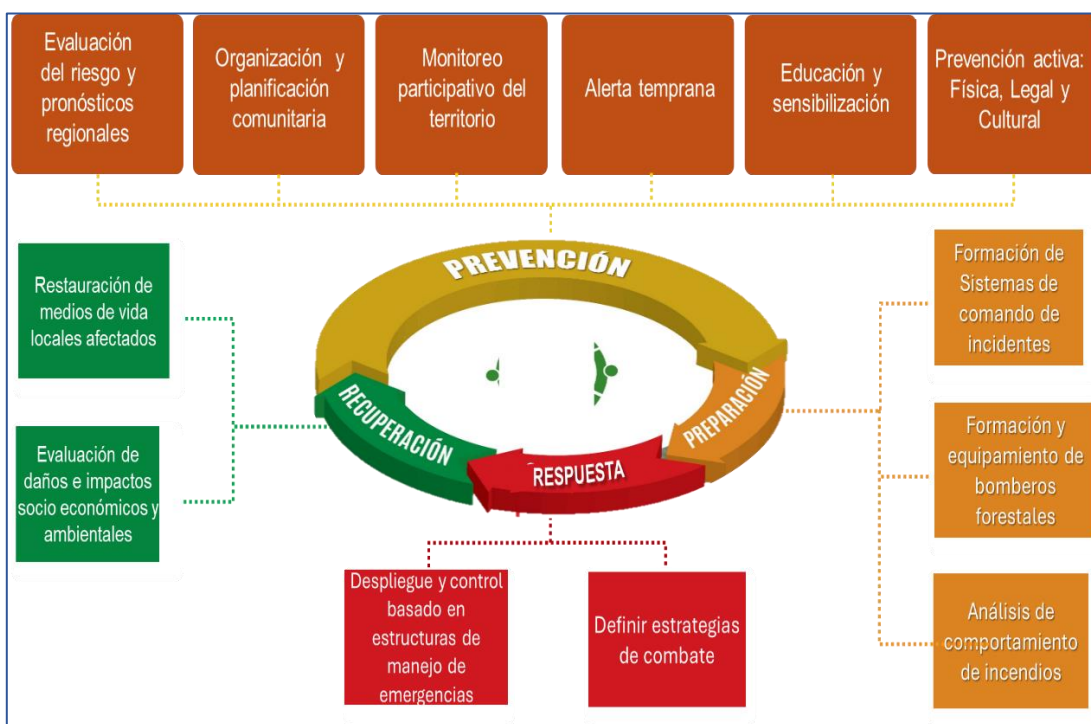 Evaluación
del riesgo y
pronósticos
regionales
Organización y
planificación
comunitaria
Monitoreo
participativo del
territorio
Alerta temprana
Educación y
sensibilización
Prevención activa:
Física, Legal y
Cultural
PREVENCIÓN
Restauración de
medios de vida
locales afectados
Evaluación de
daños e impactos
socio económicos y
ambientales
RECUPERACIÓN
RESPUESTA
PREPARACIÓN
Formación de
Sistemas de
comando de
incidentes
Formación y
equipamiento de
bomberos
forestales
Análisis de
comportamiento
de incendios
Despliegue y control
basado en
estructuras de
manejo de
emergencias
Definir estrategias
de combate